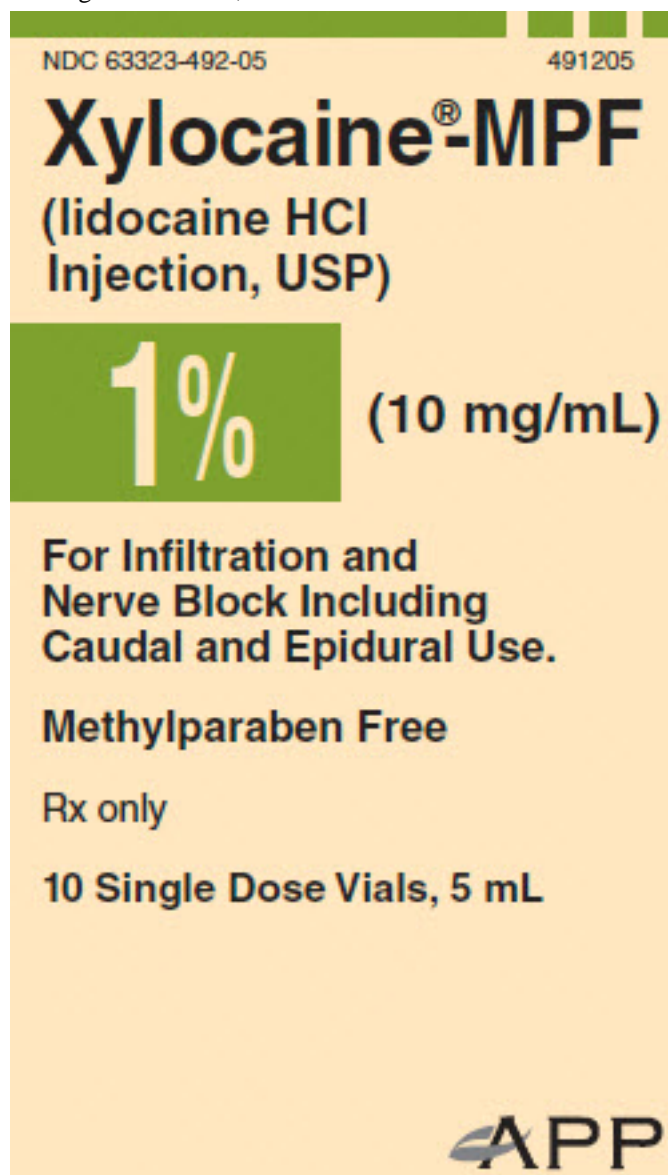 NDC 63323-492-05 491205
Xylocaine®-MPF
(lidocaine HCl
Injection, USP)
1% (10 mg/mL)
For Infiltration and
Nerve Block Including
Caudal and Epidural Use.
Methylparaben Free
Rx only
10 Single Dose Vials, 5 mL
APP